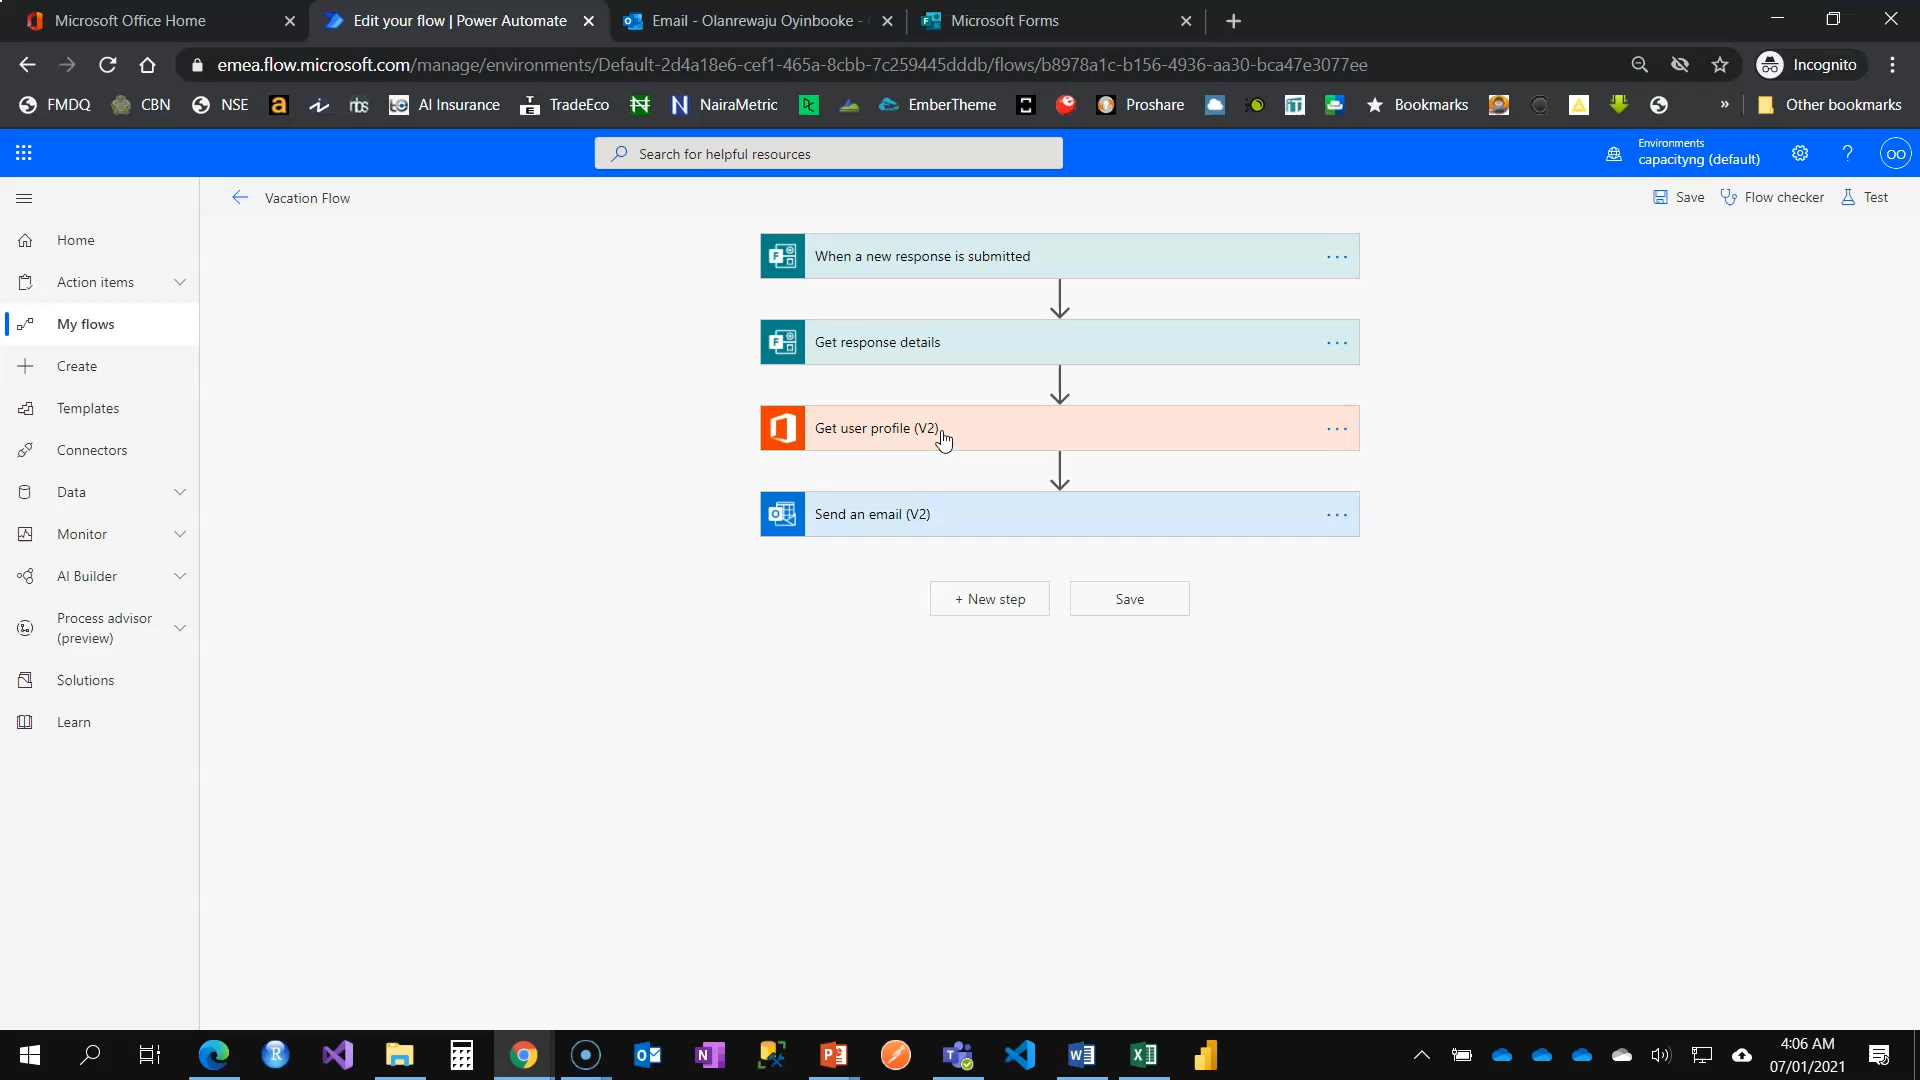 Microsoft Office Home
Edit your flow | Power Automate
Email - Olanrewaju Oyinbooke -
Microsoft Forms
emea.flow.microsoft.com/manage/environments/Default-2d4a18e6-cef1-465a-8cbb-7c259445dddb/flows/b8978a1c-b156-4936-aa30-bca47e3077ee
Incognito
FMDQ
CBN
NSE
AI Insurance
TradeEco
NairaMetric
EmberTheme
Proshare
Bookmarks
»
Other bookmarks
Search for helpful resources
Environments
capacityng (default)
?
OO
Vacation Flow
Save
Flow checker
Test
Home
Action items
My flows
Create
Templates
Connectors
Data
Monitor
AI Builder
Process advisor
(preview)
Solutions
Learn
When a new response is submitted
Get response details
Get user profile (V2)
Send an email (V2)
+ New step
Save
4:06 AM
07/01/2021